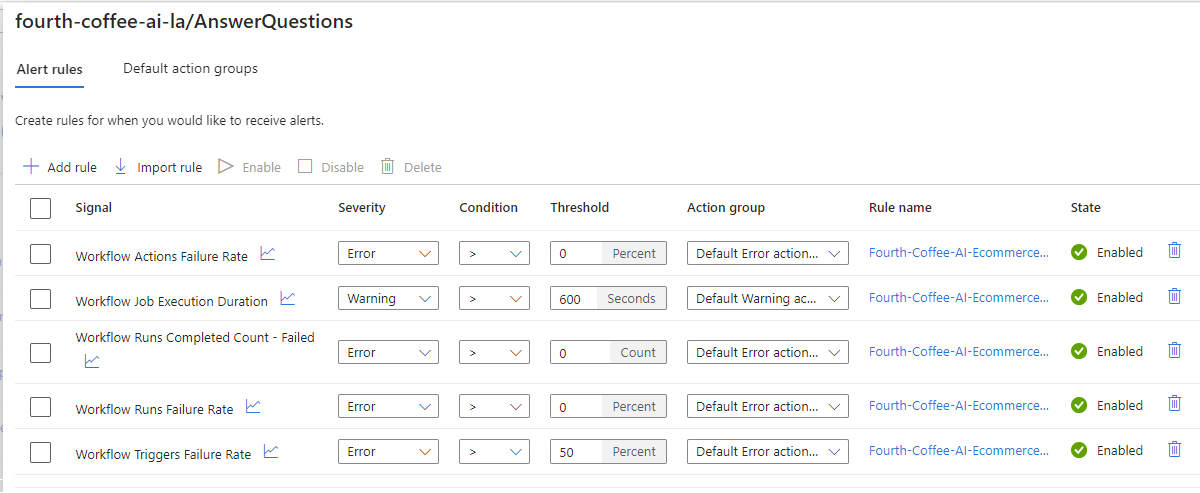 fourth-coffee-ai-la/AnswerQuestions
Alert rules Default action groups
Create rules for when you would like to receive alerts.
Add rule Import rule Enable Disable Delete
Signal Severity Condition Threshold Action group Rule name State
Workflow Actions Failure Rate Error > 0 Percent Default Error action... Fourth-Coffee-AI-Ecommerce... Enabled
Workflow Job Execution Duration Warning > 600 Seconds Default Warning ac... Fourth-Coffee-AI-Ecommerce... Enabled
Workflow Runs Completed Count - Failed
Error > 0 Count Default Error action... Fourth-Coffee-AI-Ecommerce... Enabled
Workflow Runs Failure Rate Error > 0 Percent Default Error action... Fourth-Coffee-AI-Ecommerce... Enabled
Workflow Triggers Failure Rate Error > 50 Percent Default Error action... Fourth-Coffee-AI-Ecommerce... Enabled